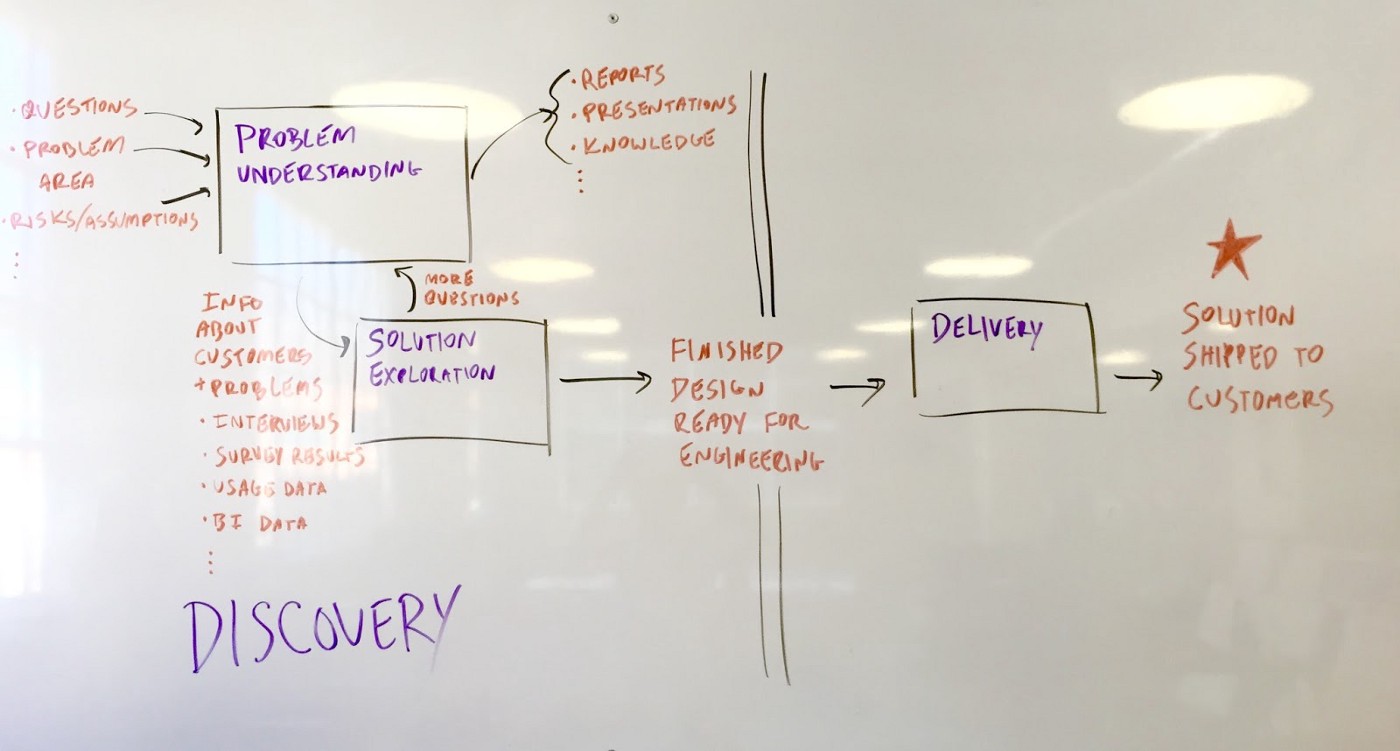 · QUESTIONS
· PROBLEM
AREA
· RISKS/ASSUMPTIONS
PROBLEM
UNDERSTANDING
· REPORTS
· PRESENTATIONS
· KNOWLEDGE
MORE
QUESTIONS
INFO
ABOUT
CUSTOMERS
+ PROBLEMS
· INTERVIEWS
· SURVEY RESULTS
· USAGE DATA
· BI DATA
SOLUTION
EXPLORATION
FINISHED
DESIGN
READY FOR
ENGINEERING
DELIVERY
SOLUTION
SHIPPED TO
CUSTOMERS
DISCOVERY